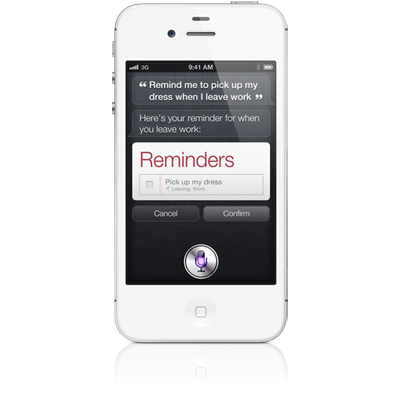 3G 9:41 AM
“ Remind me to pick up my
dress when I leave work ”
Here's your reminder for when
you leave work:
Reminders
Pick up my dress
Leaving: Work
Cancel Confirm